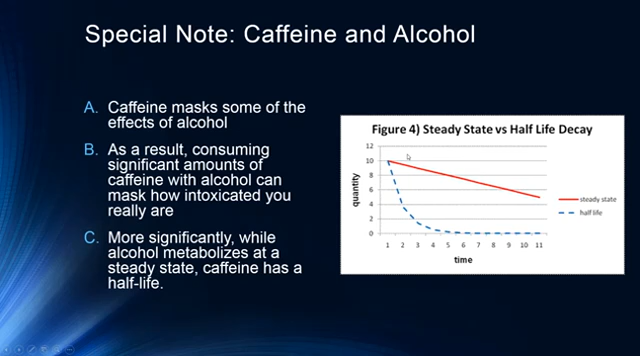 Special Note: Caffeine and Alcohol
A. Caffeine masks some of the
effects of alcohol
B. As a result, consuming
significant amounts of
caffeine with alcohol can
mask how intoxicated you
really are
C. More significantly, while
alcohol metabolizes at a
steady state, caffeine has a
half-life.
Figure 4) Steady State vs Half Life Decay
quantity
12
10
8
6
4
2
0
1 2 3 4 5 6 7 8 9 10 11
time
steady state
half life